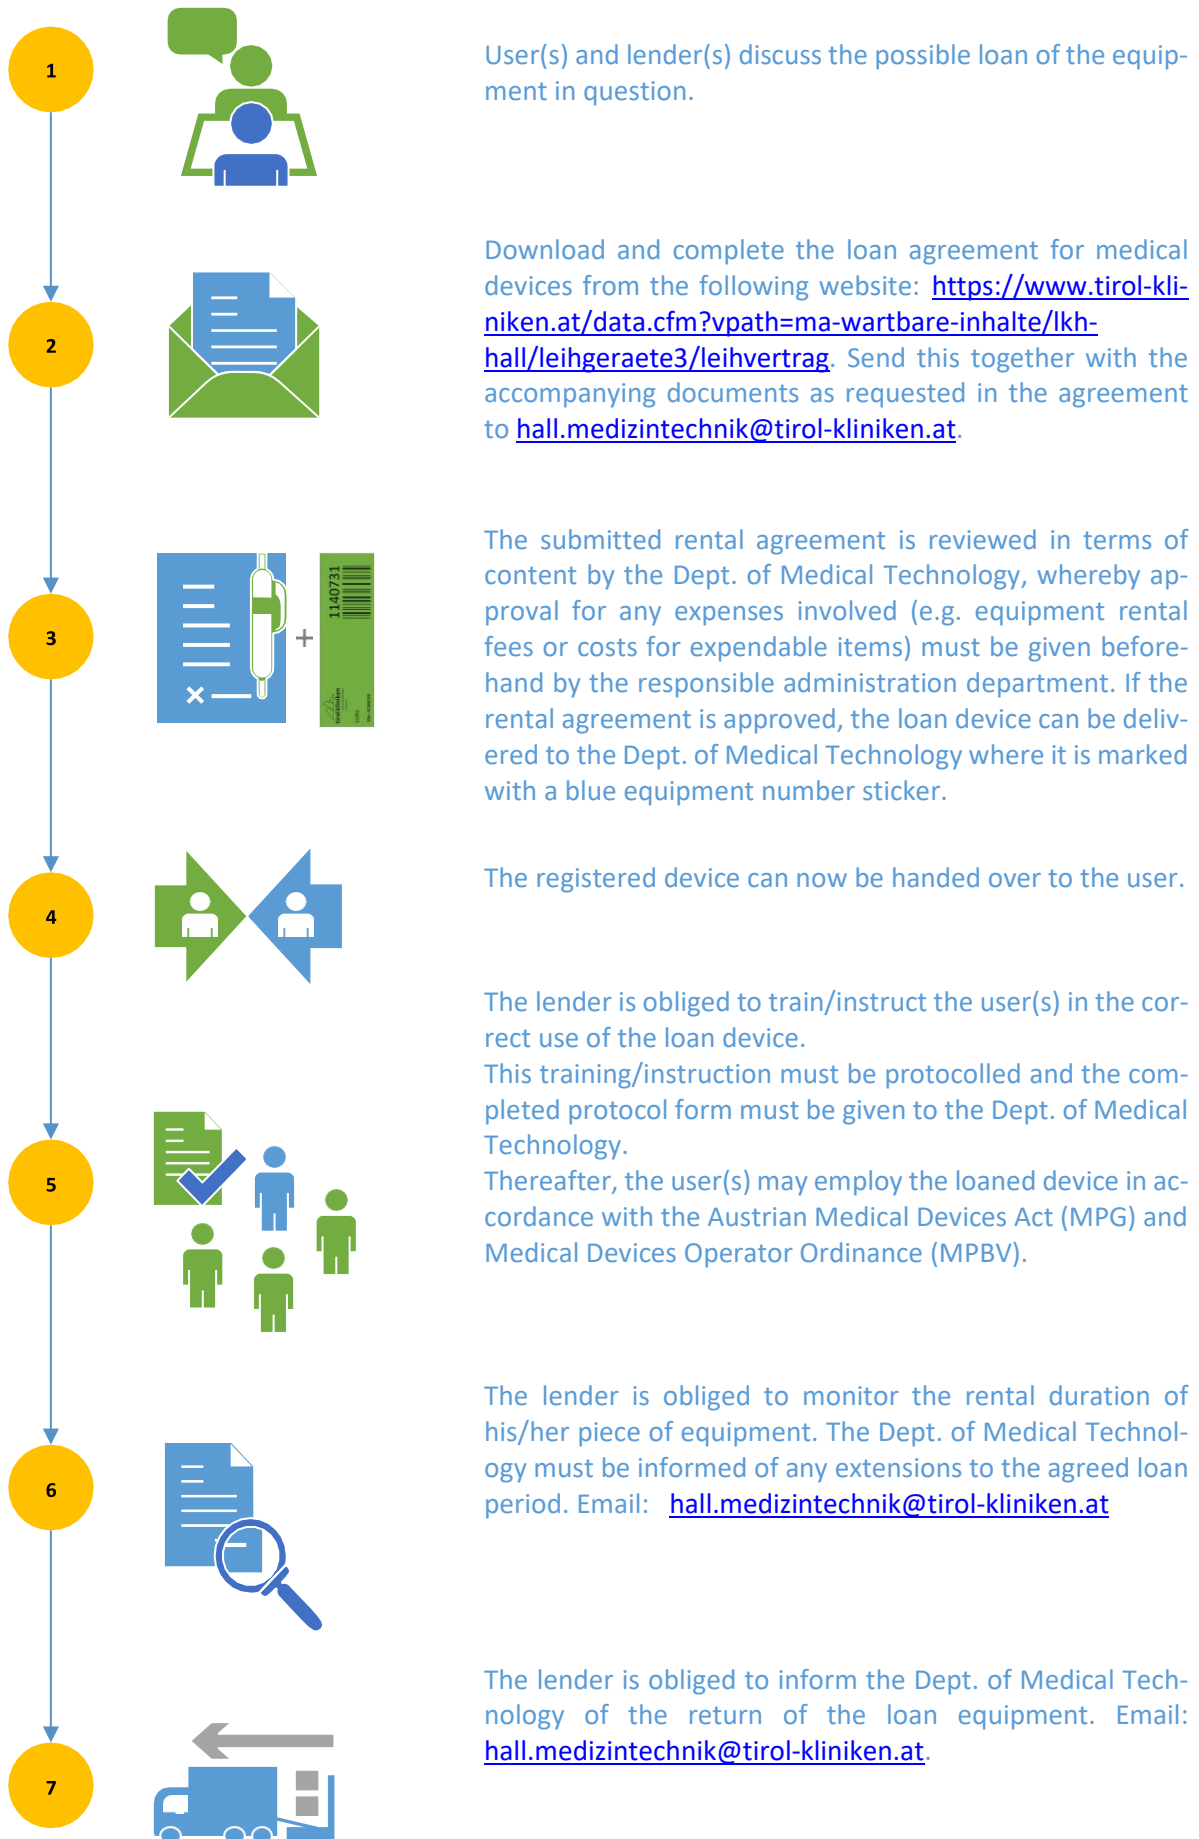 1
User(s) and lender(s) discuss the possible loan of the equip-
ment in question.
2
Download and complete the loan agreement for medical
devices from the following website: https://www.tirol-kli-
niken.at/data.cfm?vpath=ma-wartbare-inhalte/lkh-
hall/leihgeraete3/leihvertrag. Send this together with the
accompanying documents as requested in the agreement
to hall.medizintechnik@tirol-kliniken.at.
3
1140731
tirol kliniken
The submitted rental agreement is reviewed in terms of
content by the Dept. of Medical Technology, whereby ap-
proval for any expenses involved (e.g. equipment rental
fees or costs for expendable items) must be given before-
hand by the responsible administration department. If the
rental agreement is approved, the loan device can be deliv-
ered to the Dept. of Medical Technology where it is marked
with a blue equipment number sticker.
4
The registered device can now be handed over to the user.
5
The lender is obliged to train/instruct the user(s) in the cor-
rect use of the loan device.
This training/instruction must be protocolled and the com-
pleted protocol form must be given to the Dept. of Medical
Technology.
Thereafter, the user(s) may employ the loaned device in ac-
cordance with the Austrian Medical Devices Act (MPG) and
Medical Devices Operator Ordinance (MPBV).
6
The lender is obliged to monitor the rental duration of
his/her piece of equipment. The Dept. of Medical Technol-
ogy must be informed of any extensions to the agreed loan
period. Email: hall.medizintechnik@tirol-kliniken.at
7
The lender is obliged to inform the Dept. of Medical Tech-
nology of the return of the loan equipment. Email:
hall.medizintechnik@tirol-kliniken.at.